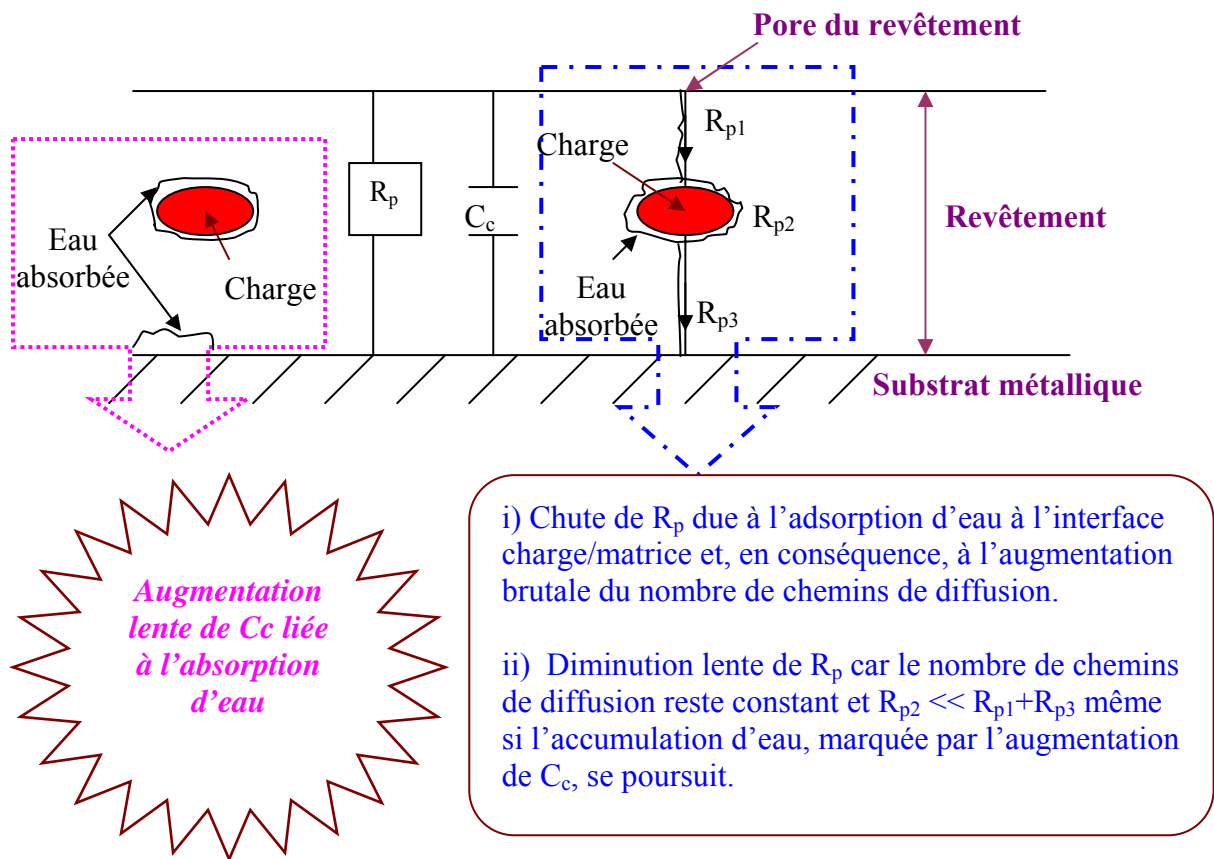 Pore du revêtement
Rp1
Charge
Rp
Cc
Rp2
Revêtement
Eau
absorbée
Charge
Eau
absorbée
Rp3
Substrat métallique
Augmentation
lente de Cc liée
à l’absorption
d’eau
i) Chute de Rp due à l’adsorption d’eau à l’interface
charge/matrice et, en conséquence, à l’augmentation
brutale du nombre de chemins de diffusion.
ii) Diminution lente de Rp car le nombre de chemins
de diffusion reste constant et Rp2 << Rp1+Rp3 même
si l’accumulation d’eau, marquée par l’augmentation
de Cc, se poursuit.